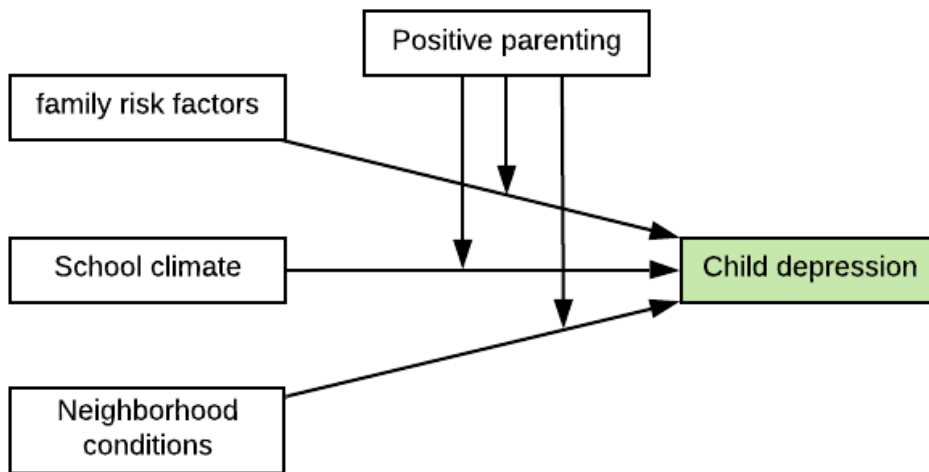 Positive parenting
family risk factors
School climate
Child depression
Neighborhood
conditions